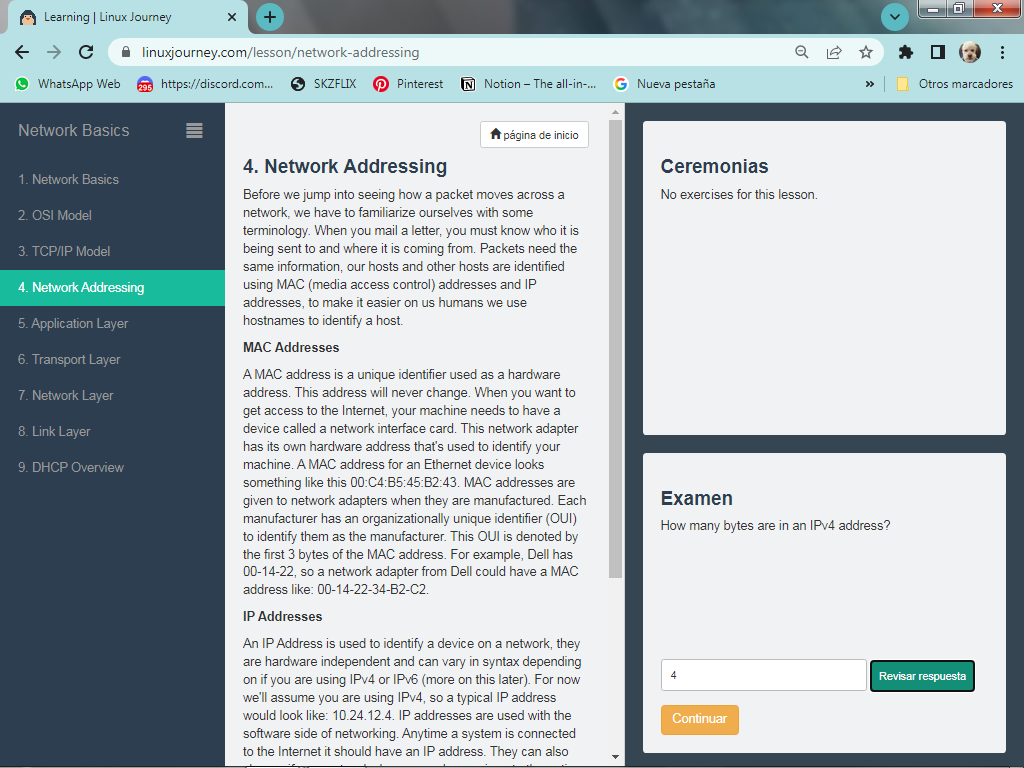 Learning | Linux Journey
linuxjourney.com/lesson/network-addressing
WhatsApp Web
295
https://discord.com...
SKZFLIX
Pinterest
Notion – The all-in-...
Nueva pestaña
»
Otros marcadores
Network Basics
1. Network Basics
2. OSI Model
3. TCP/IP Model
4. Network Addressing
5. Application Layer
6. Transport Layer
7. Network Layer
8. Link Layer
9. DHCP Overview
página de inicio
4. Network Addressing
Before we jump into seeing how a packet moves across a
network, we have to familiarize ourselves with some
terminology. When you mail a letter, you must know who it is
being sent to and where it is coming from. Packets need the
same information, our hosts and other hosts are identified
using MAC (media access control) addresses and IP
addresses, to make it easier on us humans we use
hostnames to identify a host.
MAC Addresses
A MAC address is a unique identifier used as a hardware
address. This address will never change. When you want to
get access to the Internet, your machine needs to have a
device called a network interface card. This network adapter
has its own hardware address that's used to identify your
machine. A MAC address for an Ethernet device looks
something like this 00:C4:B5:45:B2:43. MAC addresses are
given to network adapters when they are manufactured. Each
manufacturer has an organizationally unique identifier (OUI)
to identify them as the manufacturer. This OUI is denoted by
the first 3 bytes of the MAC address. For example, Dell has
00-14-22, so a network adapter from Dell could have a MAC
address like: 00-14-22-34-B2-C2.
IP Addresses
An IP Address is used to identify a device on a network, they
are hardware independent and can vary in syntax depending
on if you are using IPv4 or IPv6 (more on this later). For now
we'll assume you are using IPv4, so a typical IP address
would look like: 10.24.12.4. IP addresses are used with the
software side of networking. Anytime a system is connected
to the Internet it should have an IP address. They can also
Ceremonias
No exercises for this lesson.
Examen
How many bytes are in an IPv4 address?
4
Revisar respuesta
Continuar